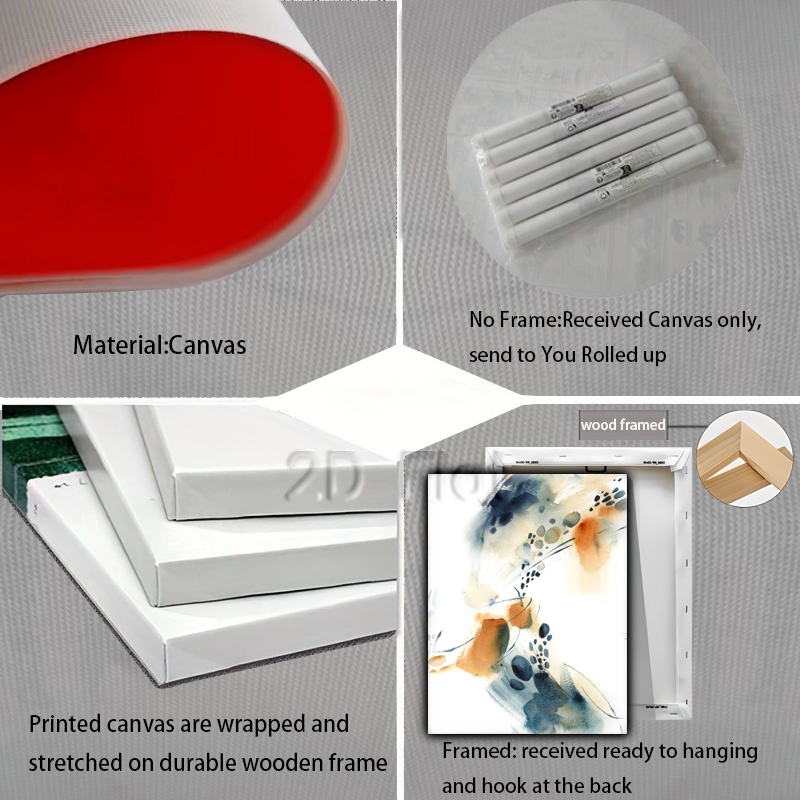 Material:Canvas
No Frame:Received Canvas only,
send to You Rolled up
wood framed
2.D
Printed canvas are wrapped and
stretched on durable wooden frame
Framed: received ready to hanging
and hook at the back